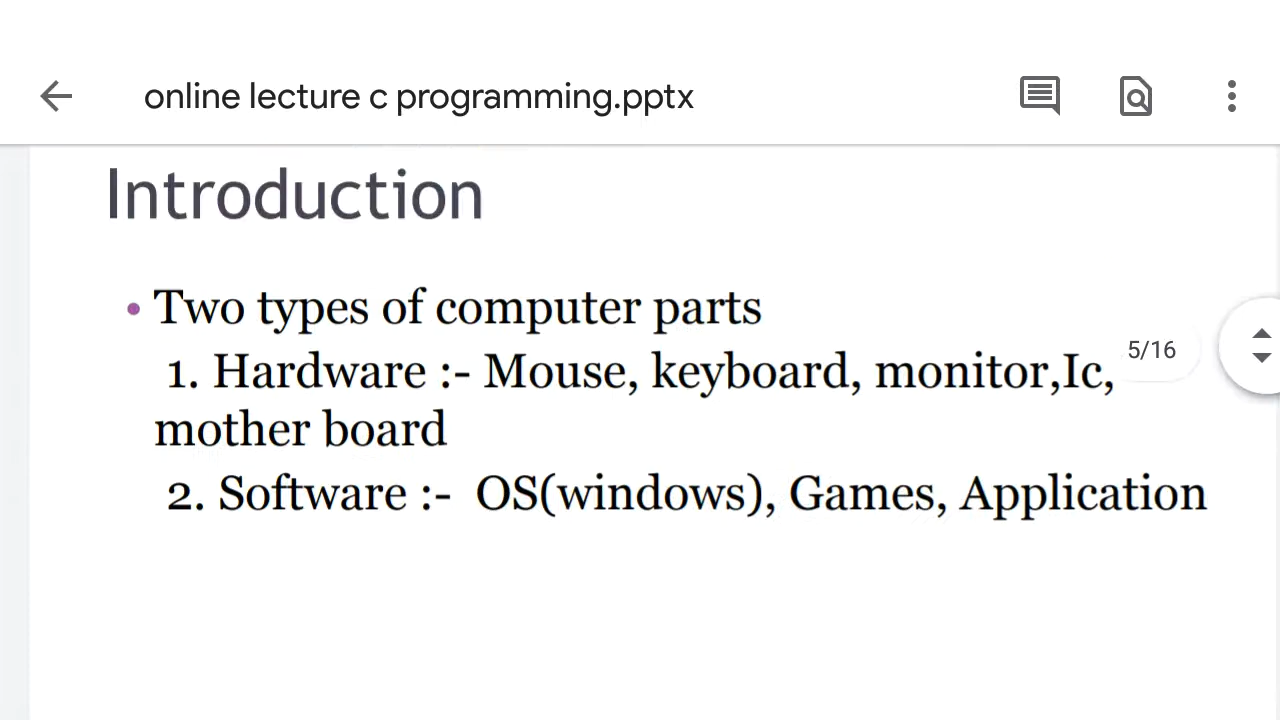 online lecture c programming.pptx
Introduction
• Two types of computer parts
1. Hardware :- Mouse, keyboard, monitor,Ic,
5/16
mother board
2. Software :- OS(windows), Games, Application